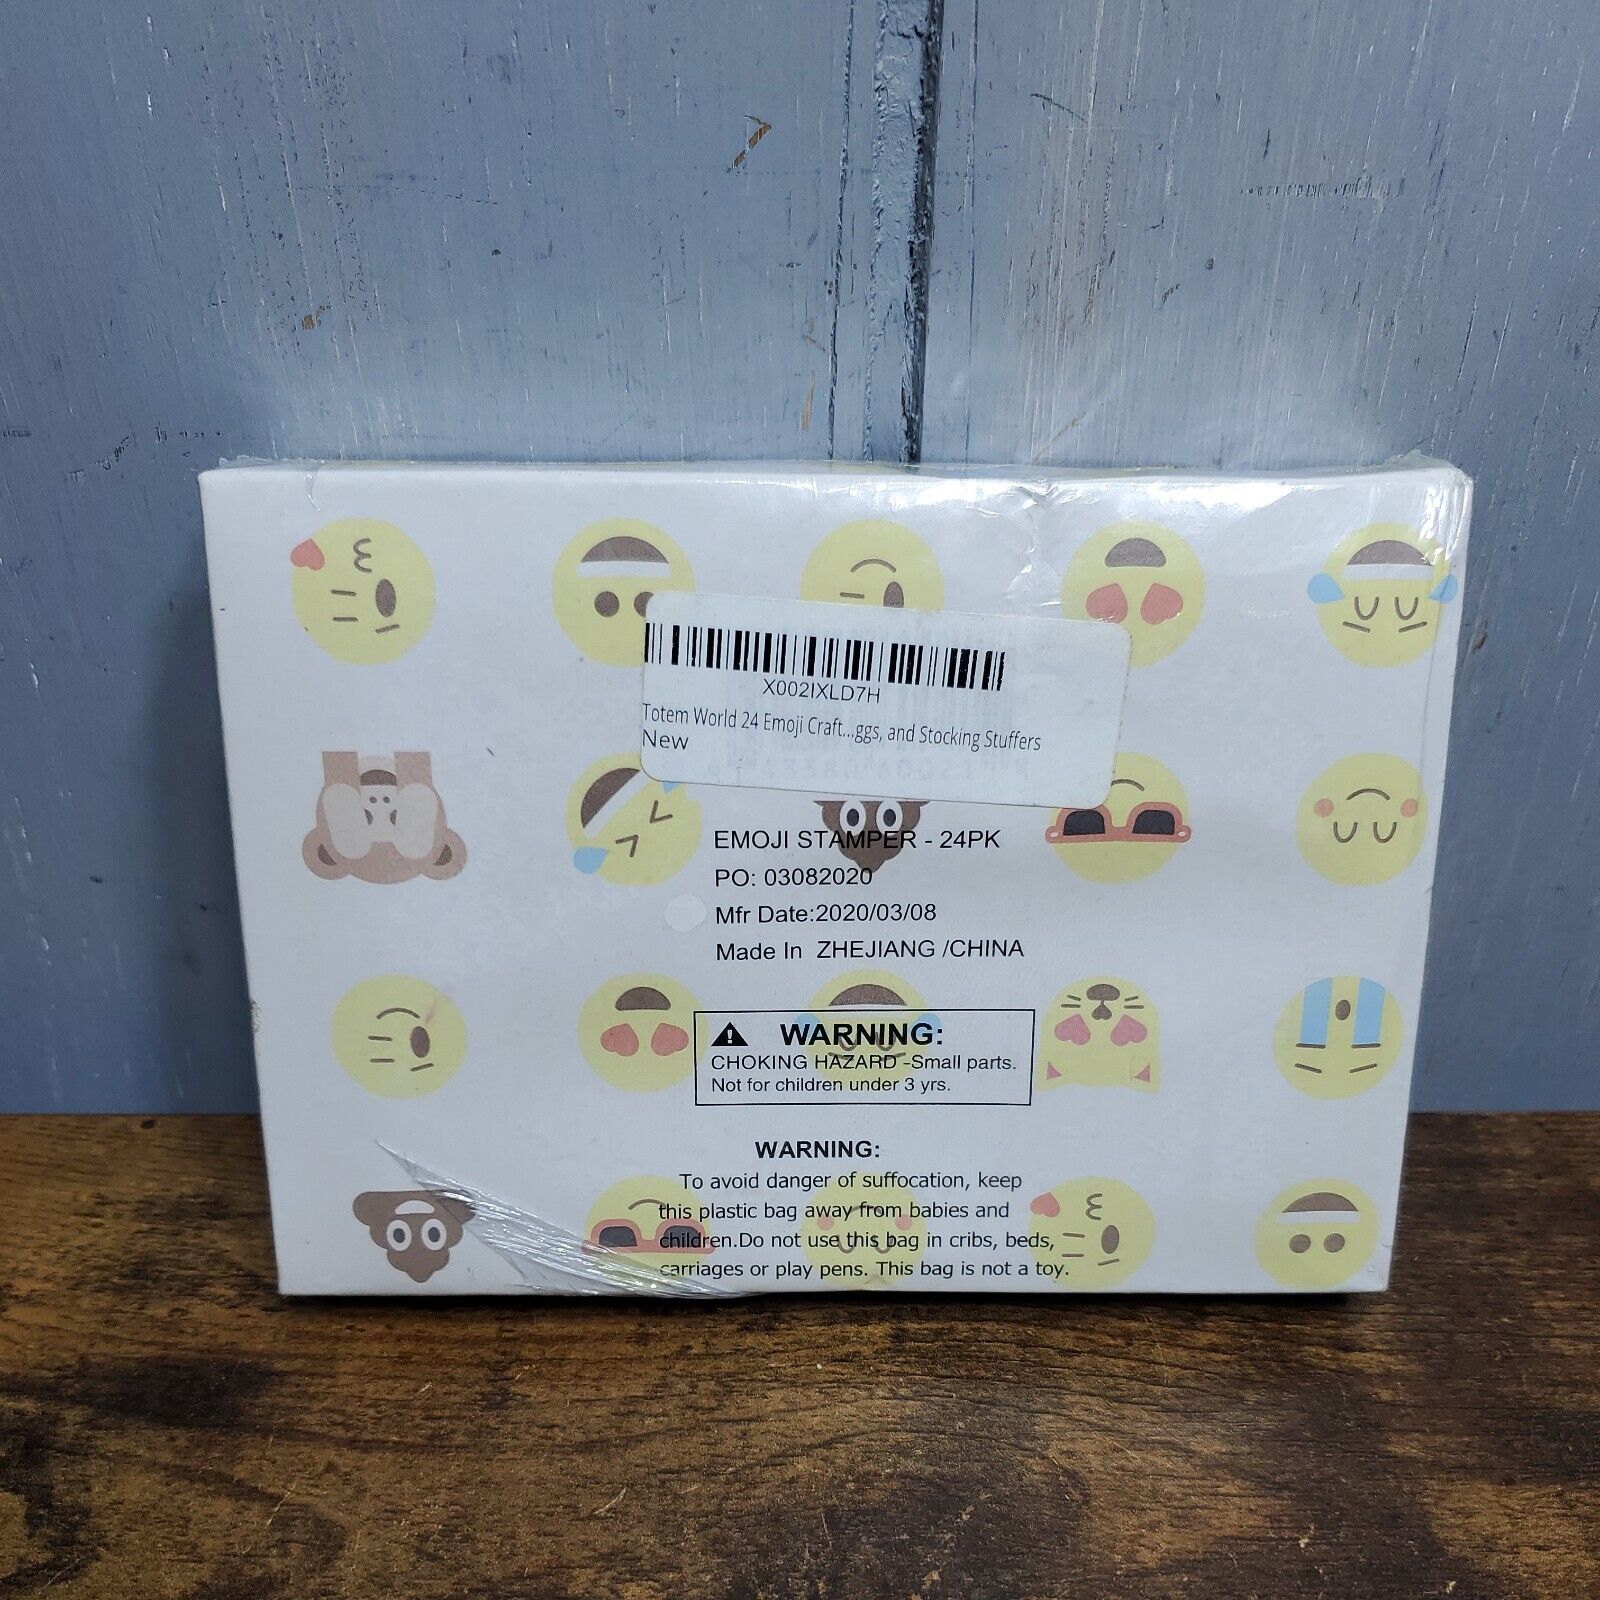 X002IXLD7H
Totem World 24 Emoji Craft...ggs, and Stocking Stuffers
New
EMOJI STAMPER - 24PK
PO: 03082020
Mfr Date:2020/03/08
Made In ZHEJIANG /CHINA
WARNING:
CHOKING HAZARD -Small parts.
Not for children under 3 yrs.
WARNING:
To avoid danger of suffocation, keep
this plastic bag away from babies and
children.Do not use this bag in cribs, beds,
carriages or play pens. This bag is not a toy.